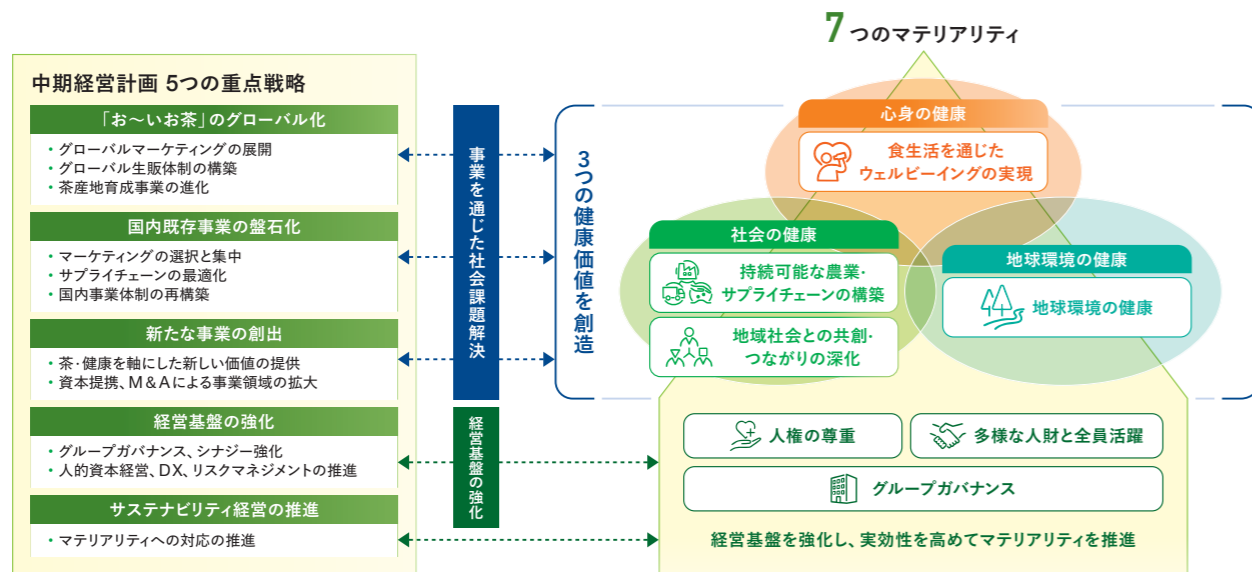 7つのマテリアリティ
中期経営計画 5つの重点戦略
「お〜いお茶」のグローバル化
・グローバルマーケティングの展開
・グローバル生販体制の構築
・茶産地育成事業の進化
国内既存事業の盤石化
・マーケティングの選択と集中
・サプライチェーンの最適化
・国内事業体制の再構築
新たな事業の創出
・茶・健康を軸にした新しい価値の提供
・資本提携、M&Aによる事業領域の拡大
経営基盤の強化
・グループガバナンス、シナジー強化
・人的資本経営、DX、リスクマネジメントの推進
サステナビリティ経営の推進
・マテリアリティへの対応の推進
事業を通じた社会課題解決
経営基盤の強化
3つの健康価値を創造
心身の健康
食生活を通じた
ウェルビーイングの実現
社会の健康
持続可能な農業・
サプライチェーンの構築
地域社会との共創・
つながりの深化
地球環境の健康
地球環境の健康
人権の尊重
多様な人財と全員活躍
グループガバナンス
経営基盤を強化し、実効性を高めてマテリアリティを推進